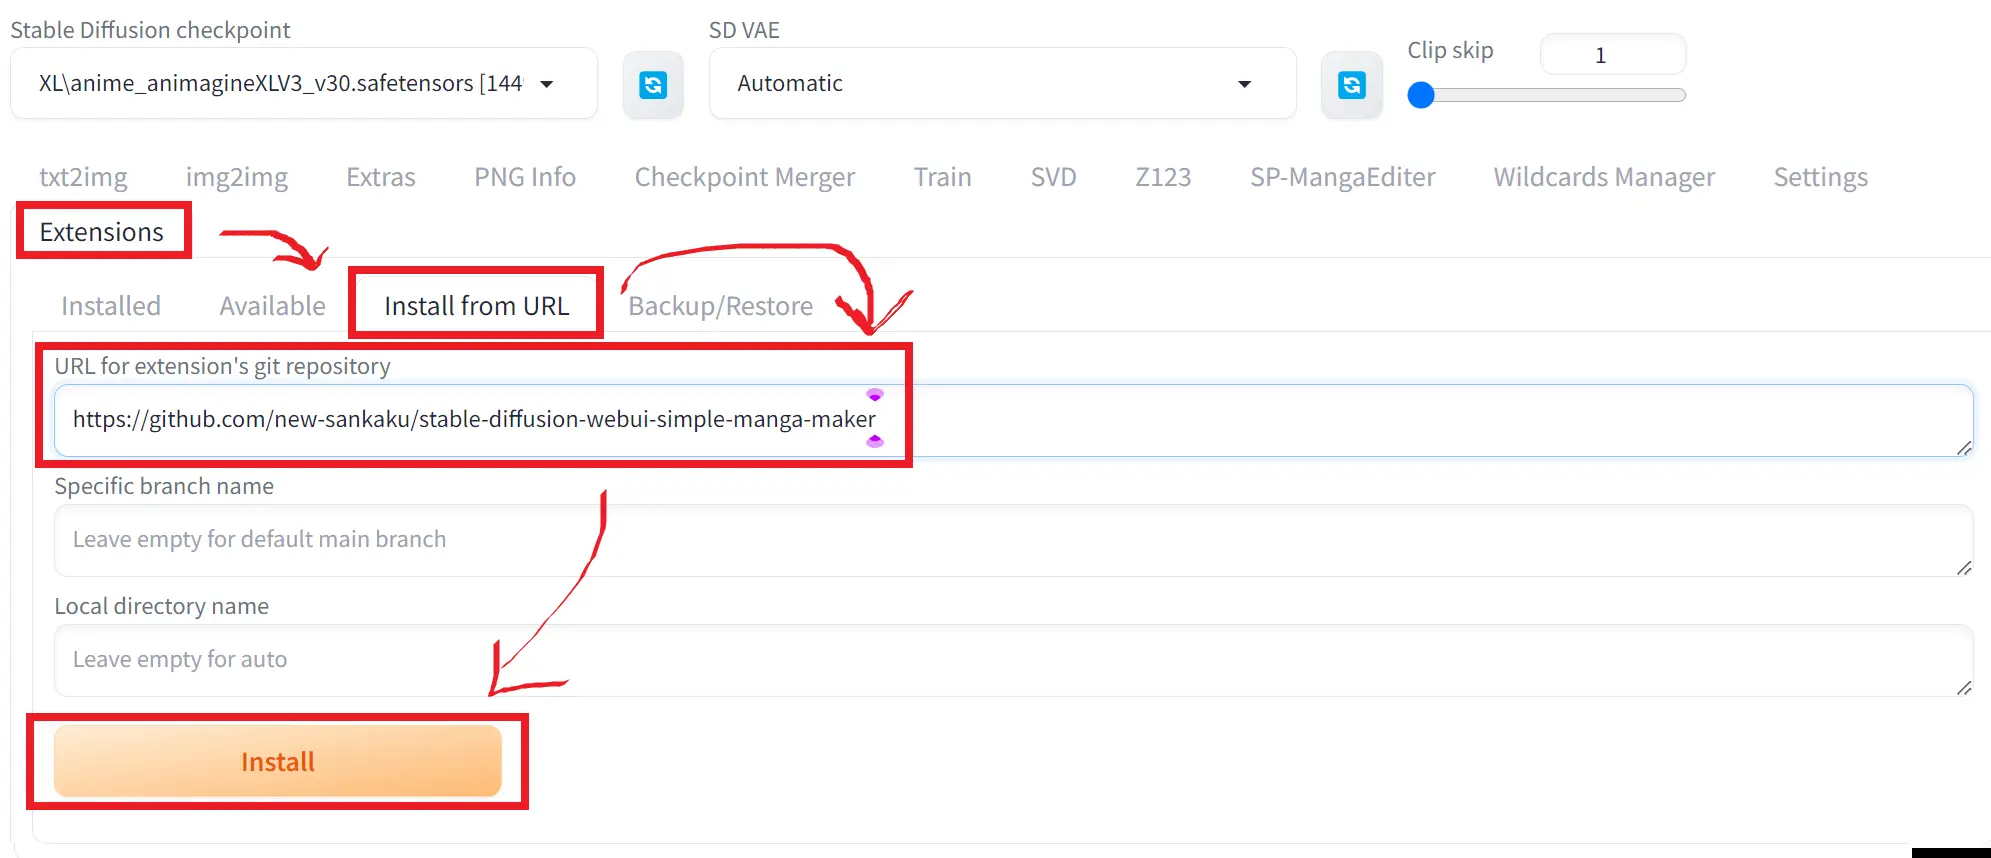 Stable Diffusion checkpoint
SD VAE
Clip skip
1
XL\anime_animagineXLV3_v30.safetensors [144
Automatic
txt2img img2img Extras PNG Info Checkpoint Merger Train SVD Z123 SP-MangaEditer Wildcards Manager Settings
Extensions
Installed Available Install from URL Backup/Restore
URL for extension's git repository
https://github.com/new-sankaku/stable-diffusion-webui-simple-manga-maker
Specific branch name
Leave empty for default main branch
Local directory name
Leave empty for auto
Install